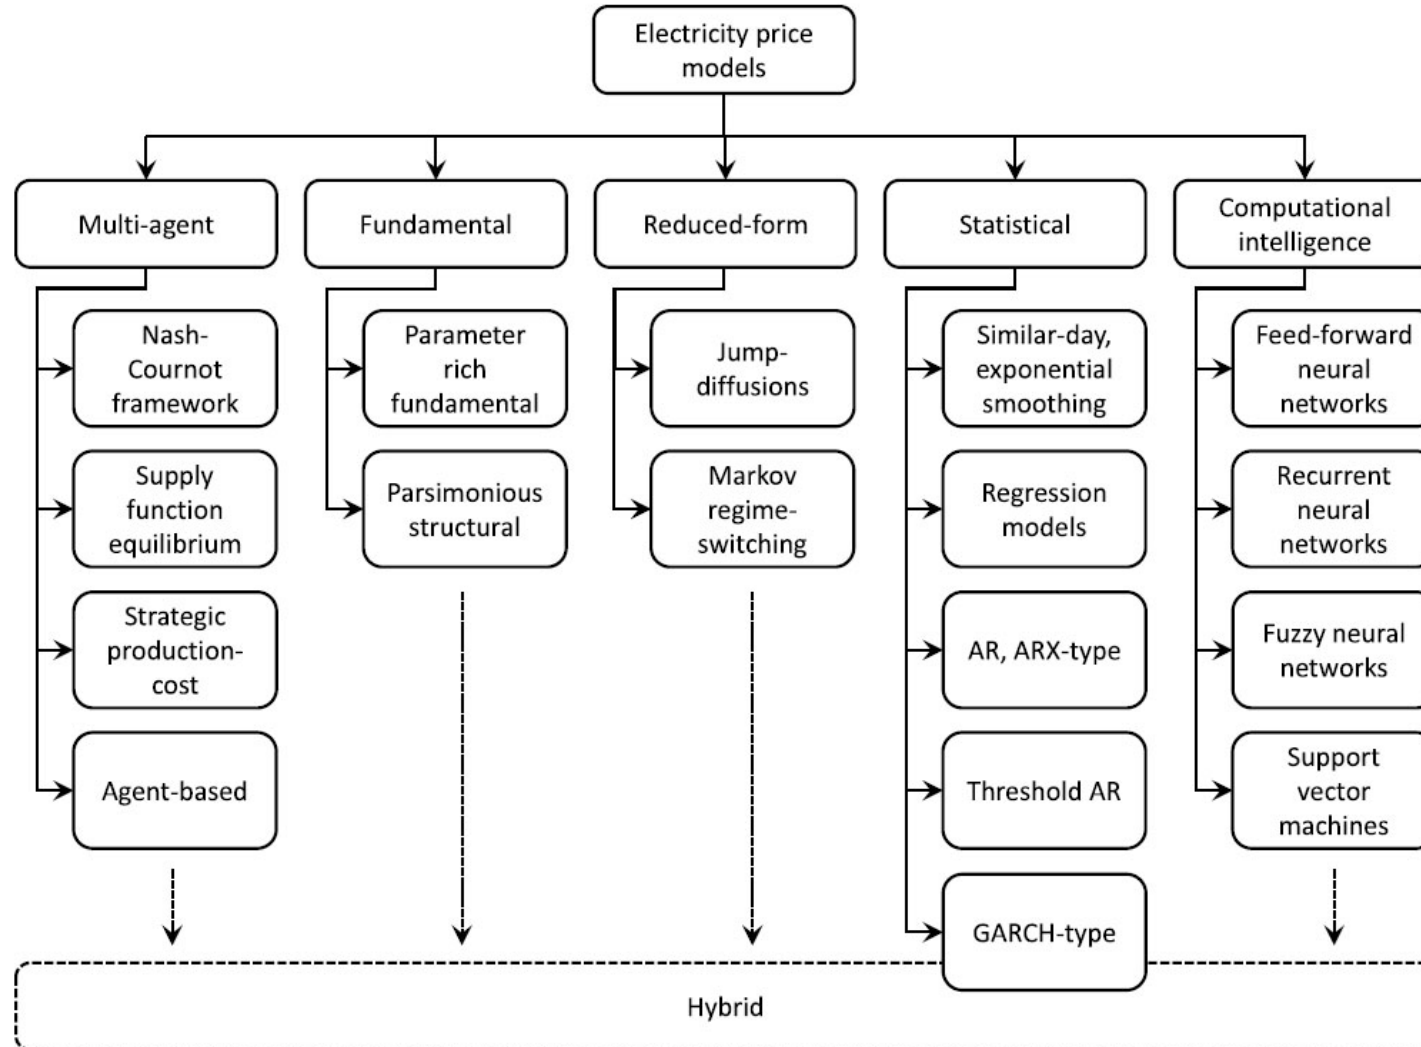 Electricity price
models
Multi-agent
Fundamental
Reduced-form
Statistical
Computational
intelligence
Nash-
Cournot
framework
Parameter
rich
fundamental
Jump-
diffusions
Similar-day,
exponential
smoothing
Feed-forward
neural
networks
Supply
function
equilibrium
Parsimonious
structural
Markov
regime-
switching
Regression
models
Recurrent
neural
networks
Strategic
production-
cost
AR, ARX-type
Fuzzy neural
networks
Agent-based
Threshold AR
Support
vector
machines
GARCH-type
Hybrid